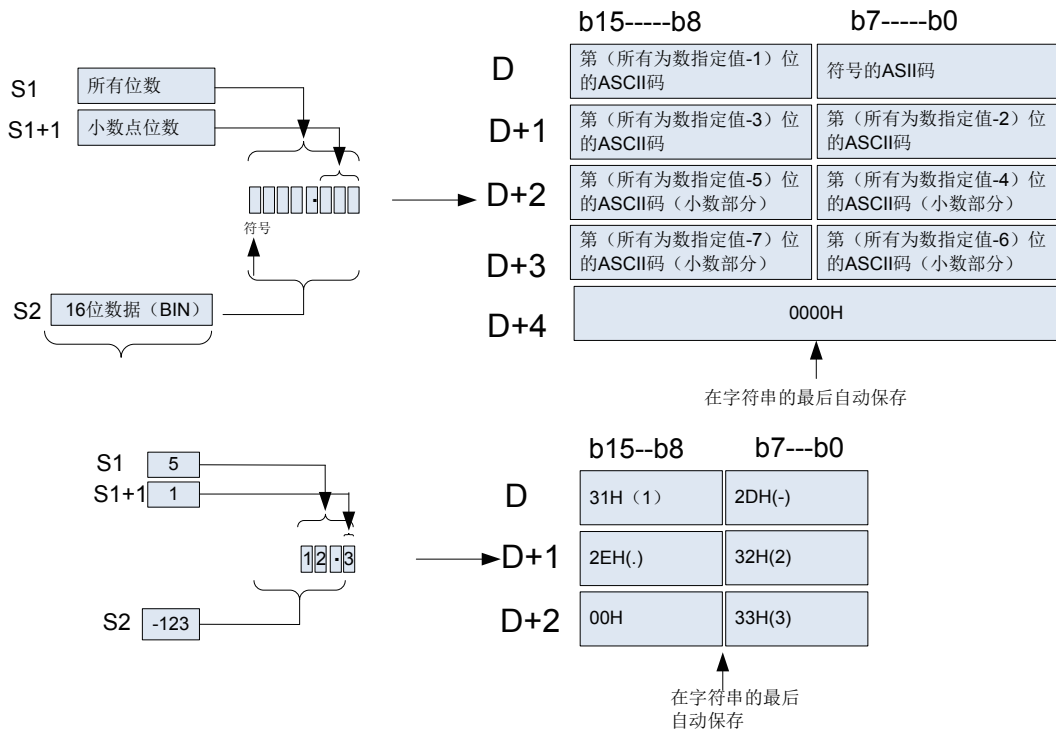 b15-----b8
b7-----b0
S1
所有位数
S1+1
小数点位数
符号
S2
16位数据（BIN）
D
第（所有为数指定值-1）位
的ASCII码
符号的ASII码
D+1
第（所有为数指定值-3）位
的ASCII码
第（所有为数指定值-2）位
的ASCII码
D+2
第（所有为数指定值-5）位
的ASCII码（小数部分）
第（所有为数指定值-4）位
的ASCII码（小数部分）
D+3
第（所有为数指定值-7）位
的ASCII码（小数部分）
第（所有为数指定值-6）位
的ASCII码（小数部分）
D+4
0000H
在字符串的最后自动保存
S1
5
S1+1
1
12.3
S2
-123
b15--b8
b7---b0
D
31H（1）
2DH(-)
D+1
2EH(.)
32H(2)
D+2
00H
33H(3)
在字符串的最后
自动保存